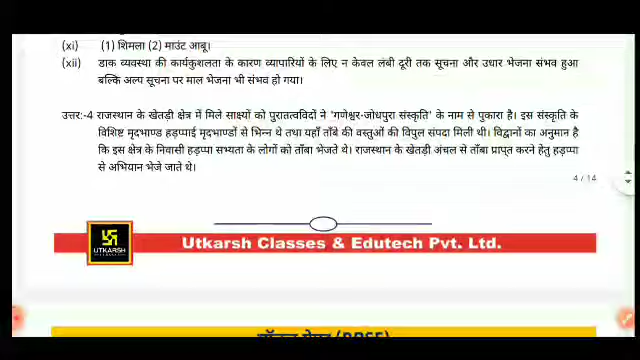 (xi) (1) शिमला (2) माउंट आबू।
(xii) डाक व्यवस्था की कार्यकुशलता के कारण व्यापारियों के लिए न केवल लंबी दूरी तक सूचना और उधार भेजना संभव हुआ
बल्कि अल्प सूचना पर माल भेजना भी संभव हो गया।
उत्तर:-4 राजस्थान के खेतड़ी क्षेत्र में मिले साक्ष्यों को पुरातत्वविदों ने 'गणेश्वर-जोधपुरा संस्कृति' के नाम से पुकारा है। इस संस्कृति के
विशिष्ट मृदभाण्ड हड़प्पाई मृदभाण्डों से भिन्न थे तथा यहाँ ताँबे की वस्तुओं की विपुल संपदा मिली थी। विद्वानों का अनुमान है
कि इस क्षेत्र के निवासी हड़प्पा सभ्यता के लोगों को ताँबा भेजते थे। राजस्थान के खेतड़ी अंचल से ताँबा प्राप्त करने हेतु हड़प्पा
से अभियान भेजे जाते थे।
4 / 14
UTKARSH
Utkarsh Classes & Edutech Pvt. Ltd.